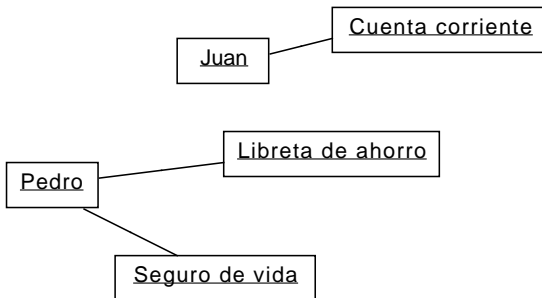 Cuenta corriente
Juan
Libreta de ahorro
Pedro
Seguro de vida